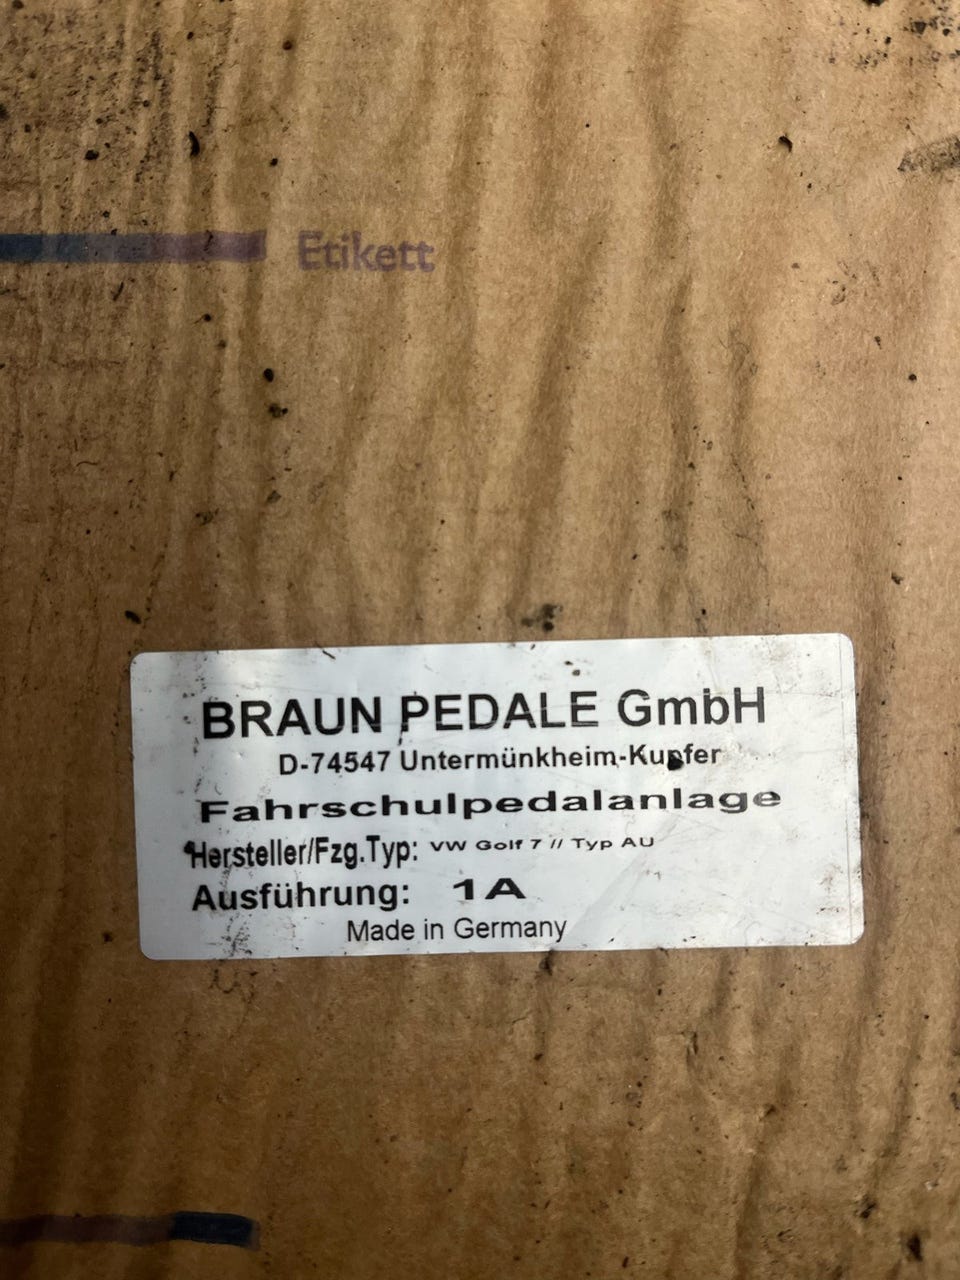 Etikett
BRAUN PEDALE GmbH
D-74547 Untermünkheim-Kupfer
Fahrschulpedalanlage
Hersteller/Fzg.Typ: VW Golf 7 // Typ AU
Ausführung: 1A
Made in Germany